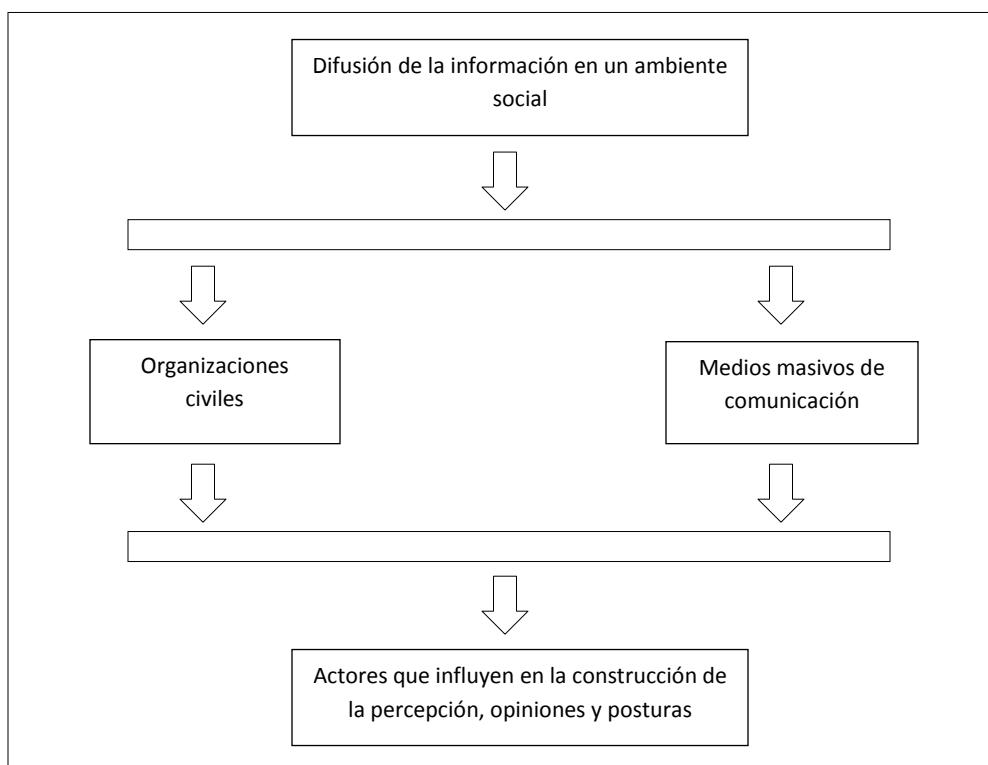 Difusión de la información en un ambiente
social
Organizaciones
civiles
Medios masivos de
comunicación
Actores que influyen en la construcción de
la percepción, opiniones y posturas